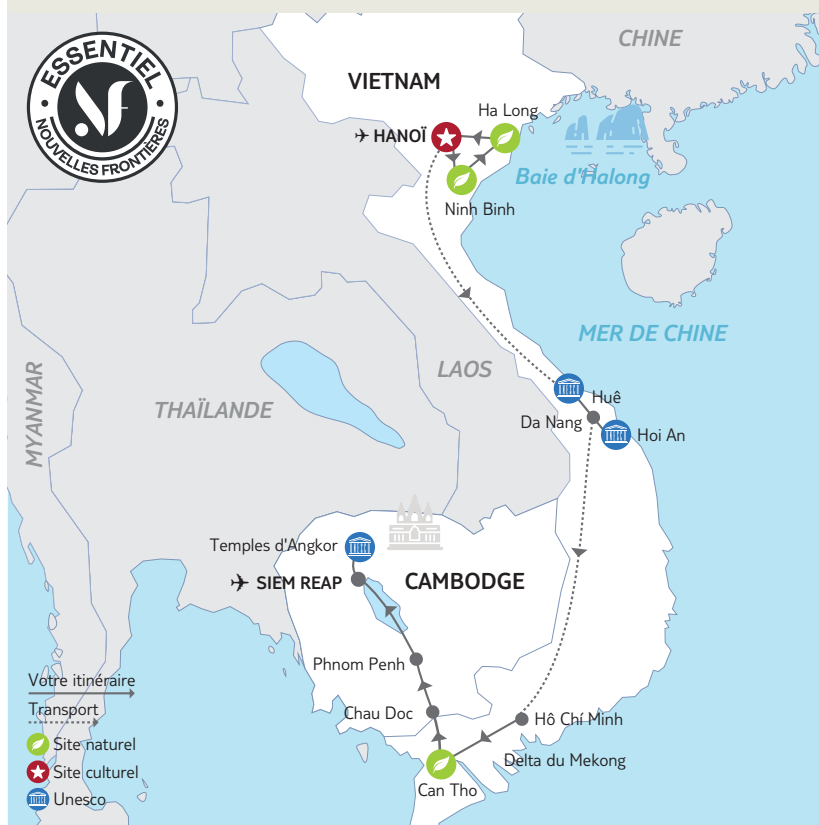 ESSENTIEL
NF
NOUVELLES FRONTIÈRES
CHINE
VIETNAM
Ha Long
HANOÏ
Baie d'Halong
Ninh Binh
MER DE CHINE
LAOS
MYANMAR
THAÏLANDE
Huê
Da Nang
Hoi An
Temples d'Angkor
SIEM REAP
CAMBODGE
Phnom Penh
Chau Doc
Hô Chí Minh
Delta du Mekong
Can Tho
Votre itinéraire
Transport
Site naturel
Site culturel
Unesco